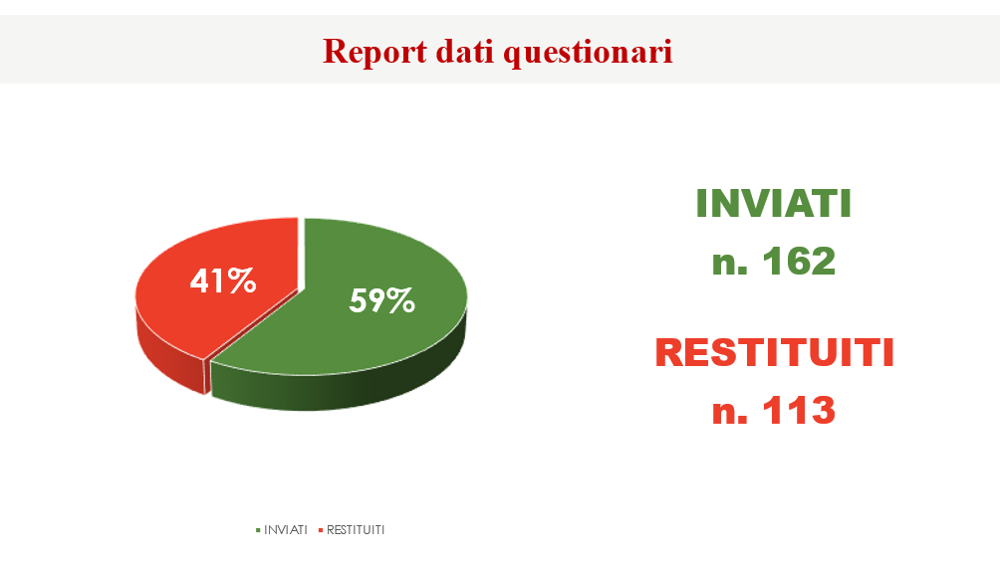 Report dati questionari
INVIATI
n. 162
41%
59%
RESTITUITI
n. 113
INVIATI RESTITUITI